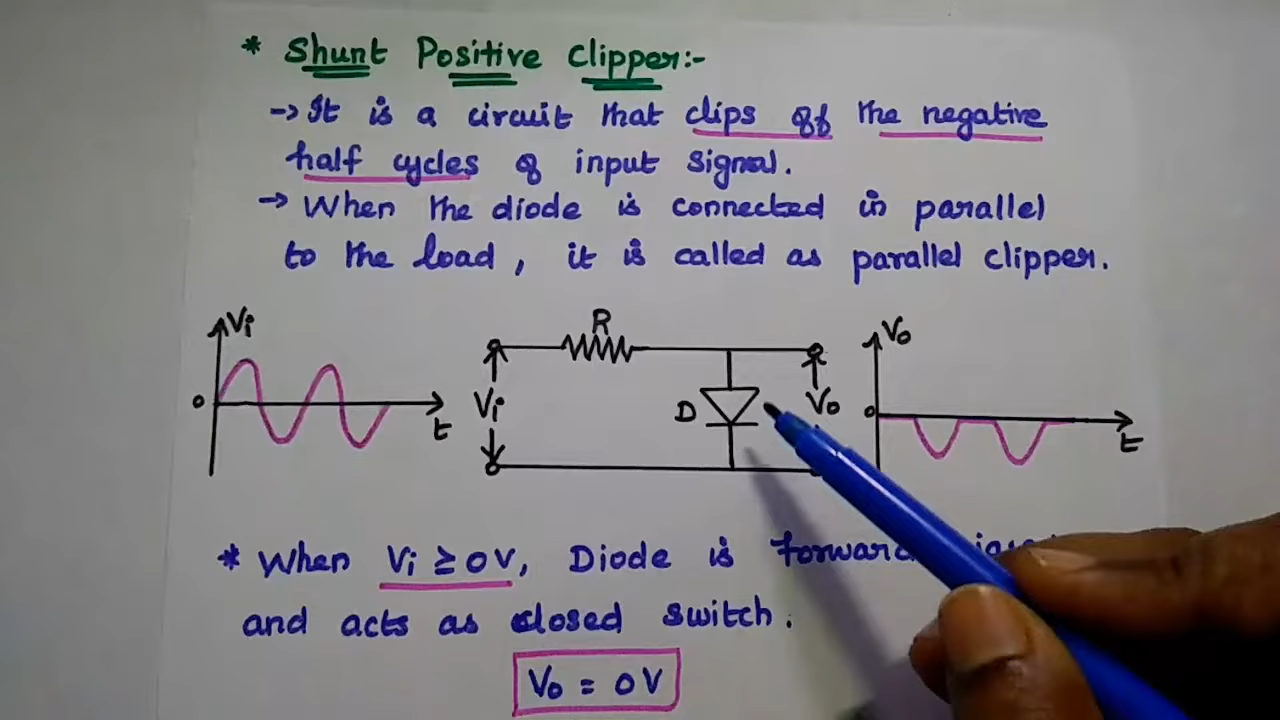 * Shunt Positive Clipper:-
→ It is a circuit that clips off the negative
half cycles of input signal.
→ When the diode is connected in parallel
to the load, it is called as parallel clipper.
Vi
0
t
R
Vi
D
Vo
Vo
0
t
* When Vi ≥ 0V, Diode is forward
and acts as closed switch.
Vo = 0V